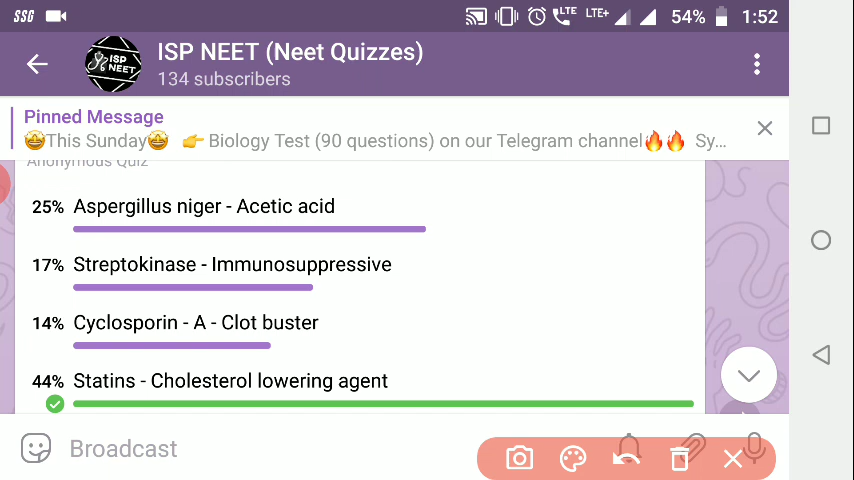 SSG LTE LTE+ 54% 1:52
ISP NEET (Neet Quizzes)
134 subscribers
ISP
NEET
Pinned Message
🤩This Sunday🤩 👉 Biology Test (90 questions) on our Telegram channel🔥🔥 Sy...
Anonymous Quiz
25% Aspergillus niger - Acetic acid
17% Streptokinase - Immunosuppressive
14% Cyclosporin - A - Clot buster
44% Statins - Cholesterol lowering agent
Broadcast